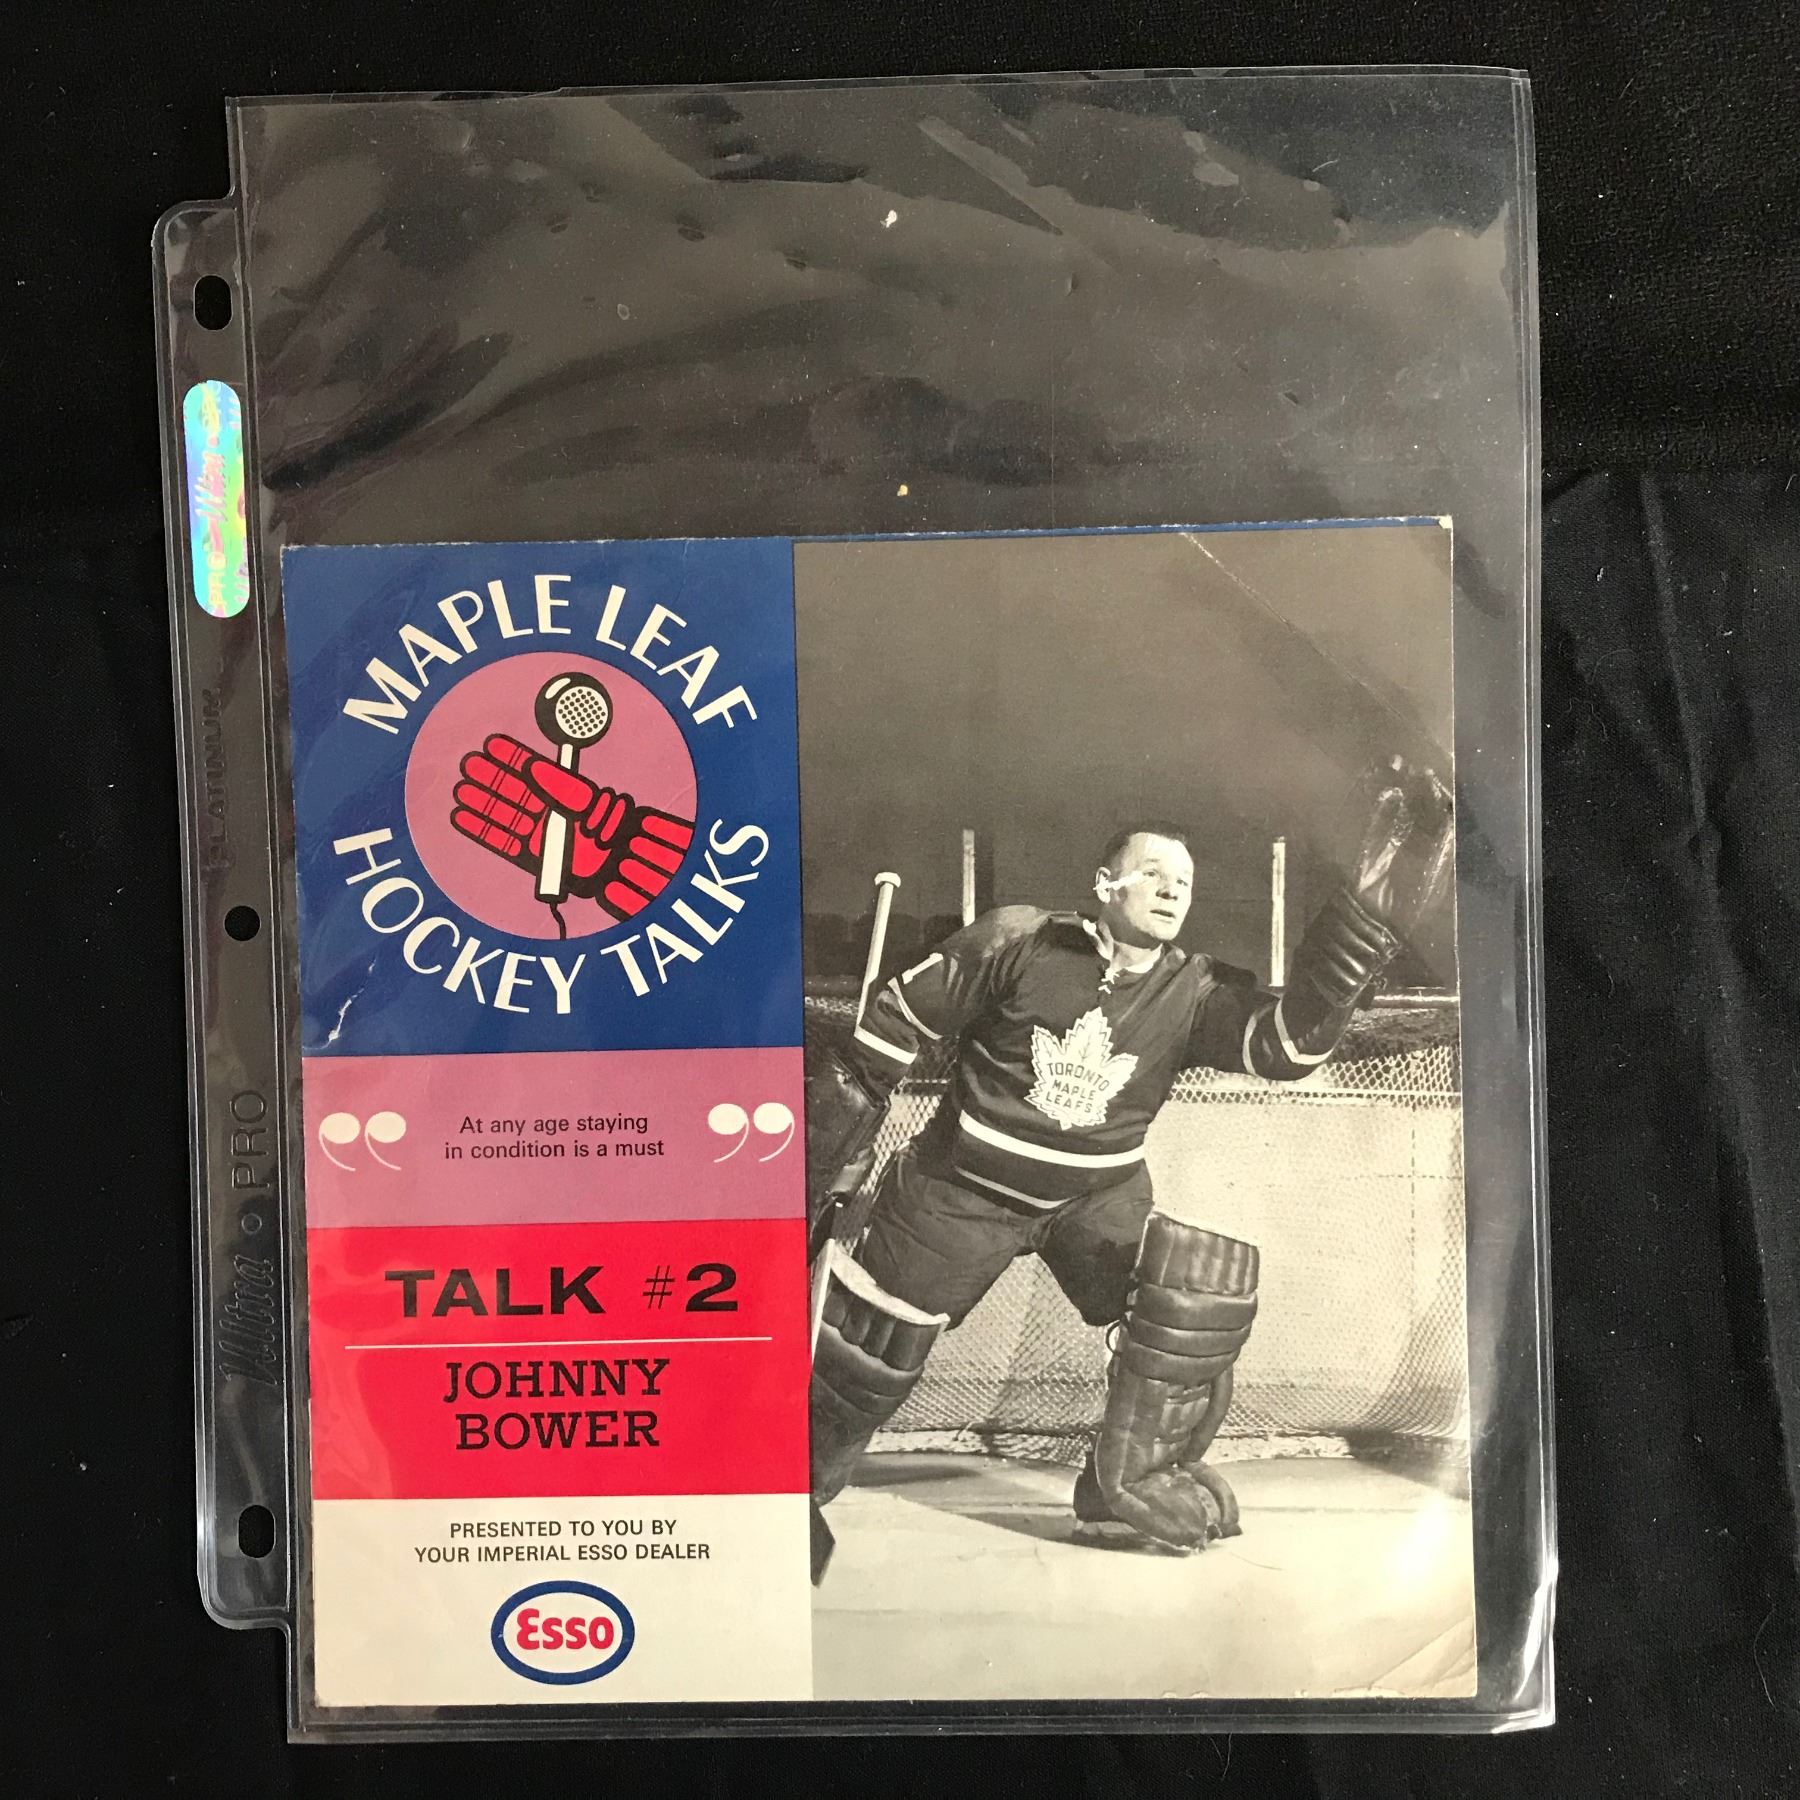 MAPLE LEAF
HOCKEY TALKS
“ At any age staying ”
in condition is a must
TALK #2
JOHNNY
BOWER
PRESENTED TO YOU BY
YOUR IMPERIAL ESSO DEALER
Esso
1
TORONTO
MAPLE
LEAFS
PLATINUM
Ultra PRO